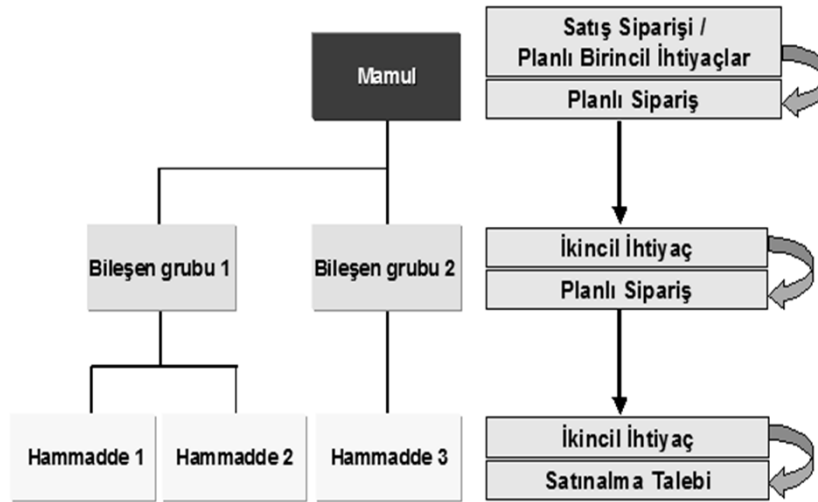 Mamul
Satış Siparişi /
Planlı Birincil İhtiyaçlar
Planlı Sipariş
Bileşen grubu 1
Bileşen grubu 2
İkincil İhtiyaç
Planlı Sipariş
Hammadde 1
Hammadde 2
Hammadde 3
İkincil İhtiyaç
Satınalma Talebi